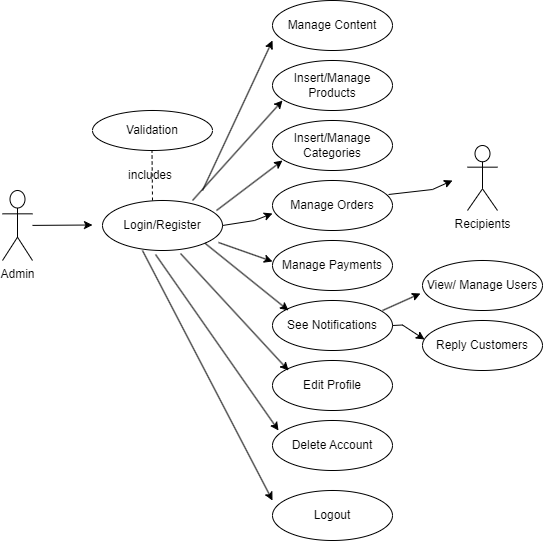 Manage Content
Insert/Manage
Products
Validation
Insert/Manage
Categories
includes
Login/Register
Manage Orders
Recipients
Admin
Manage Payments
View/ Manage Users
See Notifications
Reply Customers
Edit Profile
Delete Account
Logout